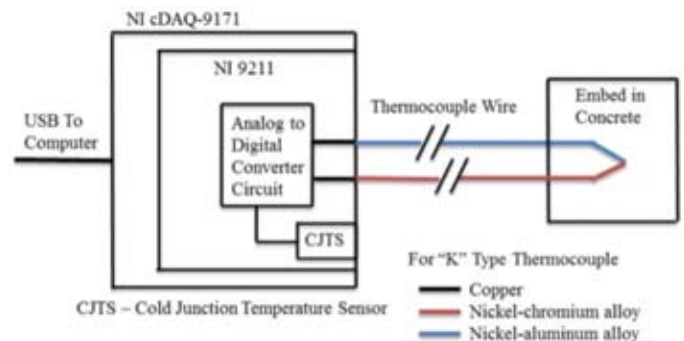 NI cDAQ-9171
NI 9211
USB To
Computer
Analog to
Digital
Converter
Circuit
CJTS
Thermocouple Wire
Embed in
Concrete
For “K” Type Thermocouple
Copper
Nickel-chromium alloy
Nickel-aluminum alloy
CJTS – Cold Junction Temperature Sensor